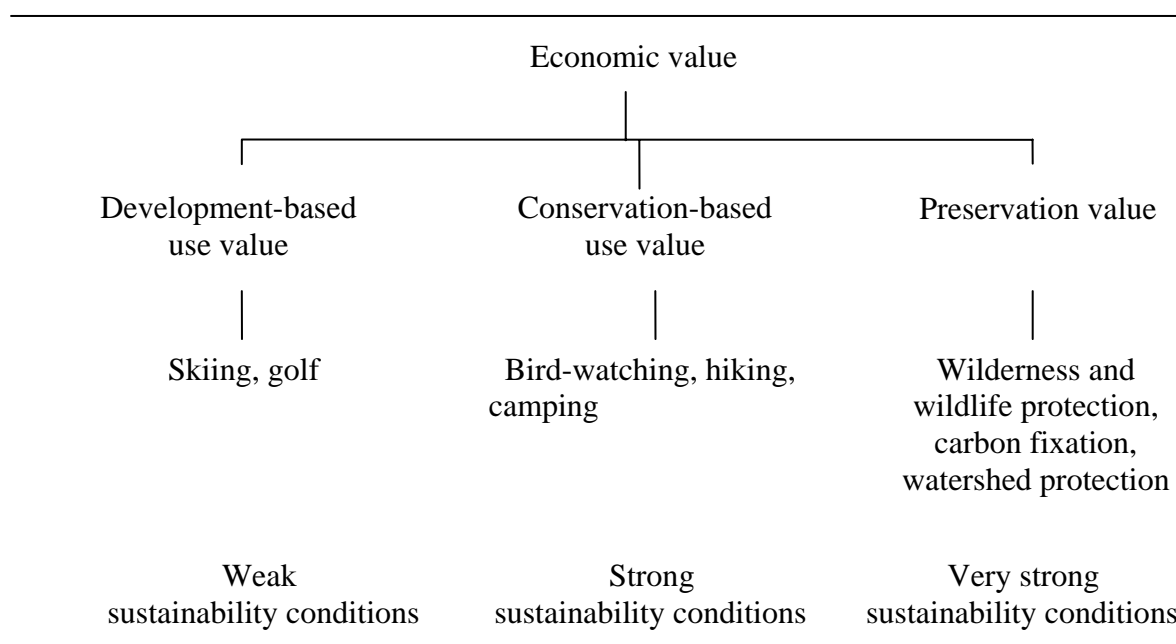 Economic value
Development-based
use value
Conservation-based
use value
Preservation value
Skiing, golf
Bird-watching, hiking,
camping
Wilderness and
wildlife protection,
carbon fixation,
watershed protection
Weak
sustainability conditions
Strong
sustainability conditions
Very strong
sustainability conditions